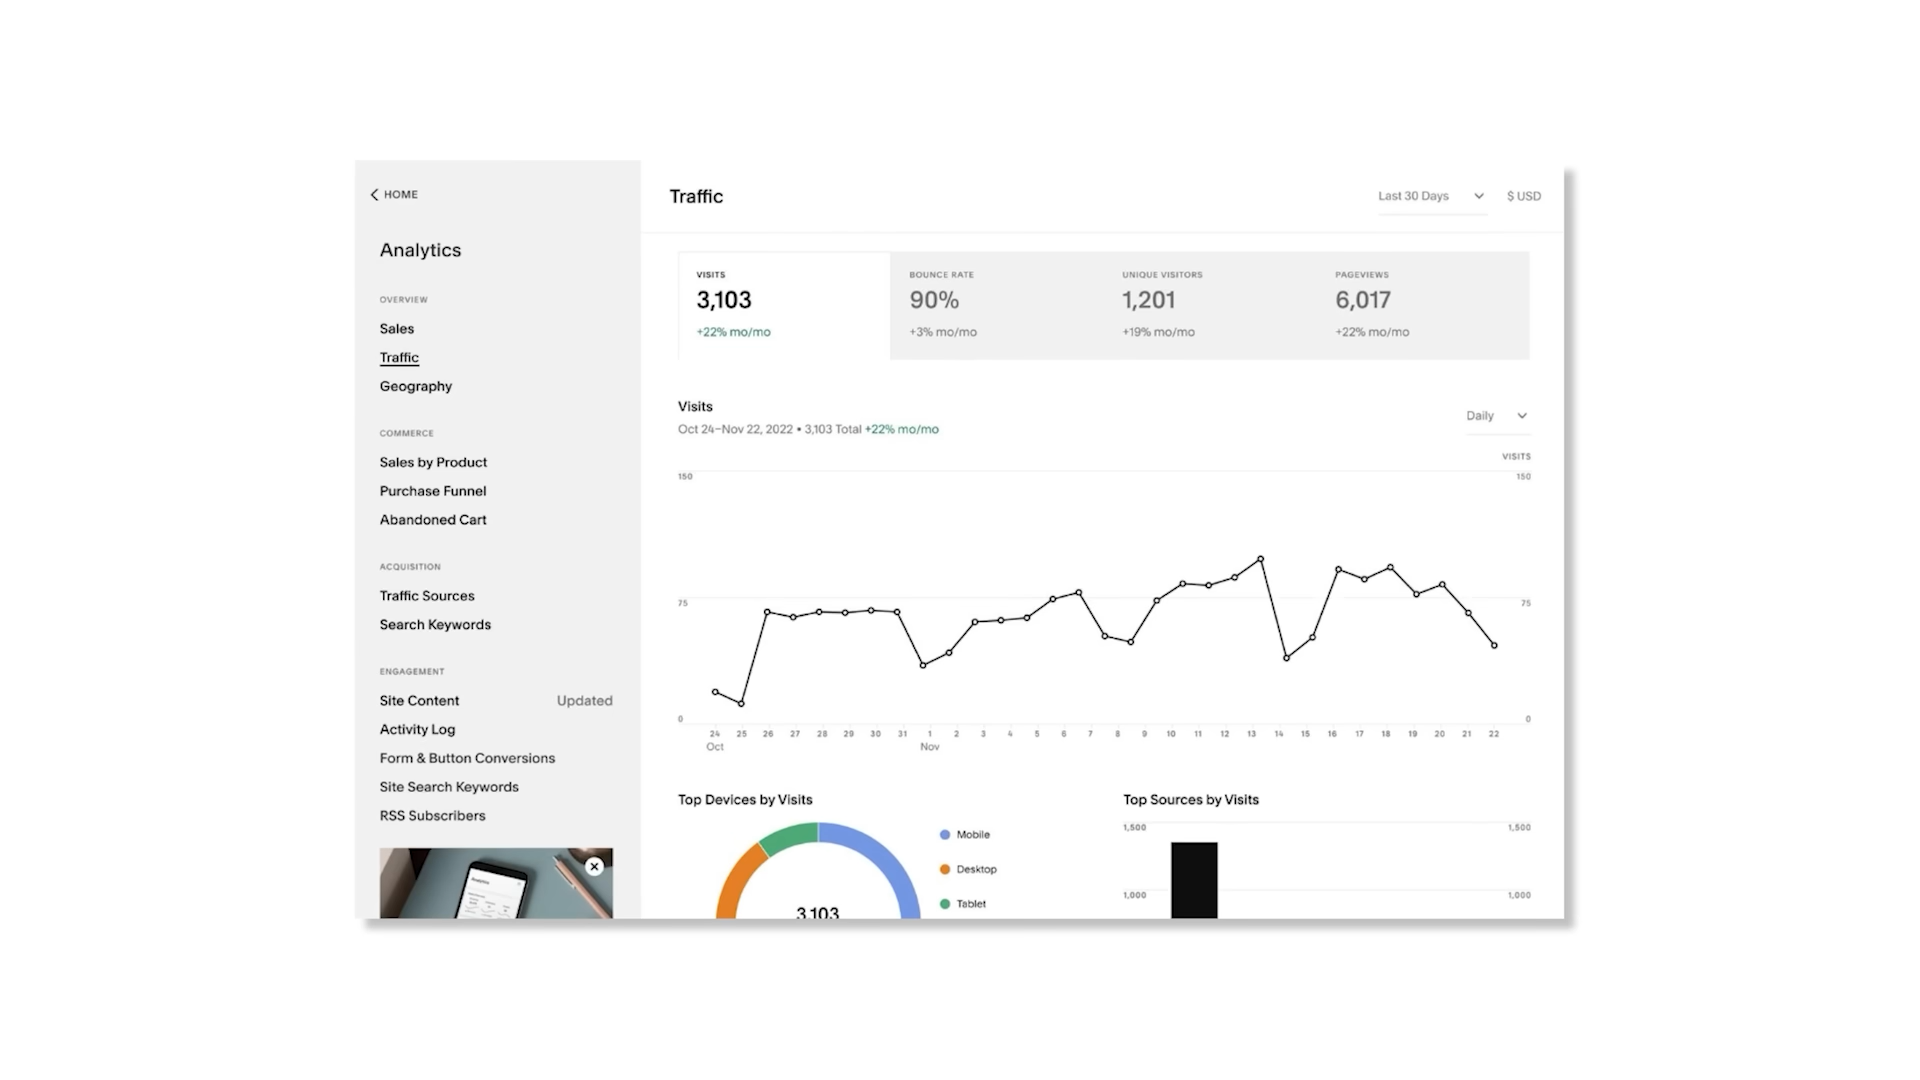 HOME
Analytics
OVERVIEW
Sales
Traffic
Geography
COMMERCE
Sales by Product
Purchase Funnel
Abandoned Cart
ACQUISITION
Traffic Sources
Search Keywords
ENGAGEMENT
Site Content Updated
Activity Log
Form & Button Conversions
Site Search Keywords
RSS Subscribers
Analytics
Traffic
Last 30 Days $ USD
VISITS
3,103
+22% mo/mo
BOUNCE RATE
90%
+3% mo/mo
UNIQUE VISITORS
1,201
+19% mo/mo
PAGEVIEWS
6,017
+22% mo/mo
Visits
Oct 24–Nov 22, 2022 • 3,103 Total +22% mo/mo
Daily
VISITS
150 150
75 75
0 0
24 25 26 27 28 29 30 31 1 2 3 4 5 6 7 8 9 10 11 12 13 14 15 16 17 18 19 20 21 22
Oct Nov
Top Devices by Visits
3,103
Mobile
Desktop
Tablet
Top Sources by Visits
1,500 1,500
1,000 1,000